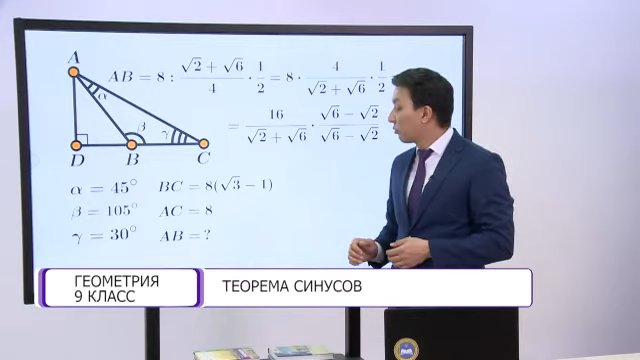 A
AB = 8 : (√2 + √6)/4 · 1/2 = 8 · 4/(√2 + √6) · 1/2
α
= 16/(√2 + √6) · (√6 − √2)/(√6 − √2)
β γ
D B C
α = 45° BC = 8(√3 − 1)
β = 105° AC = 8
γ = 30° AB = ?
ГЕОМЕТРИЯ
9 КЛАСС
ТЕОРЕМА СИНУСОВ